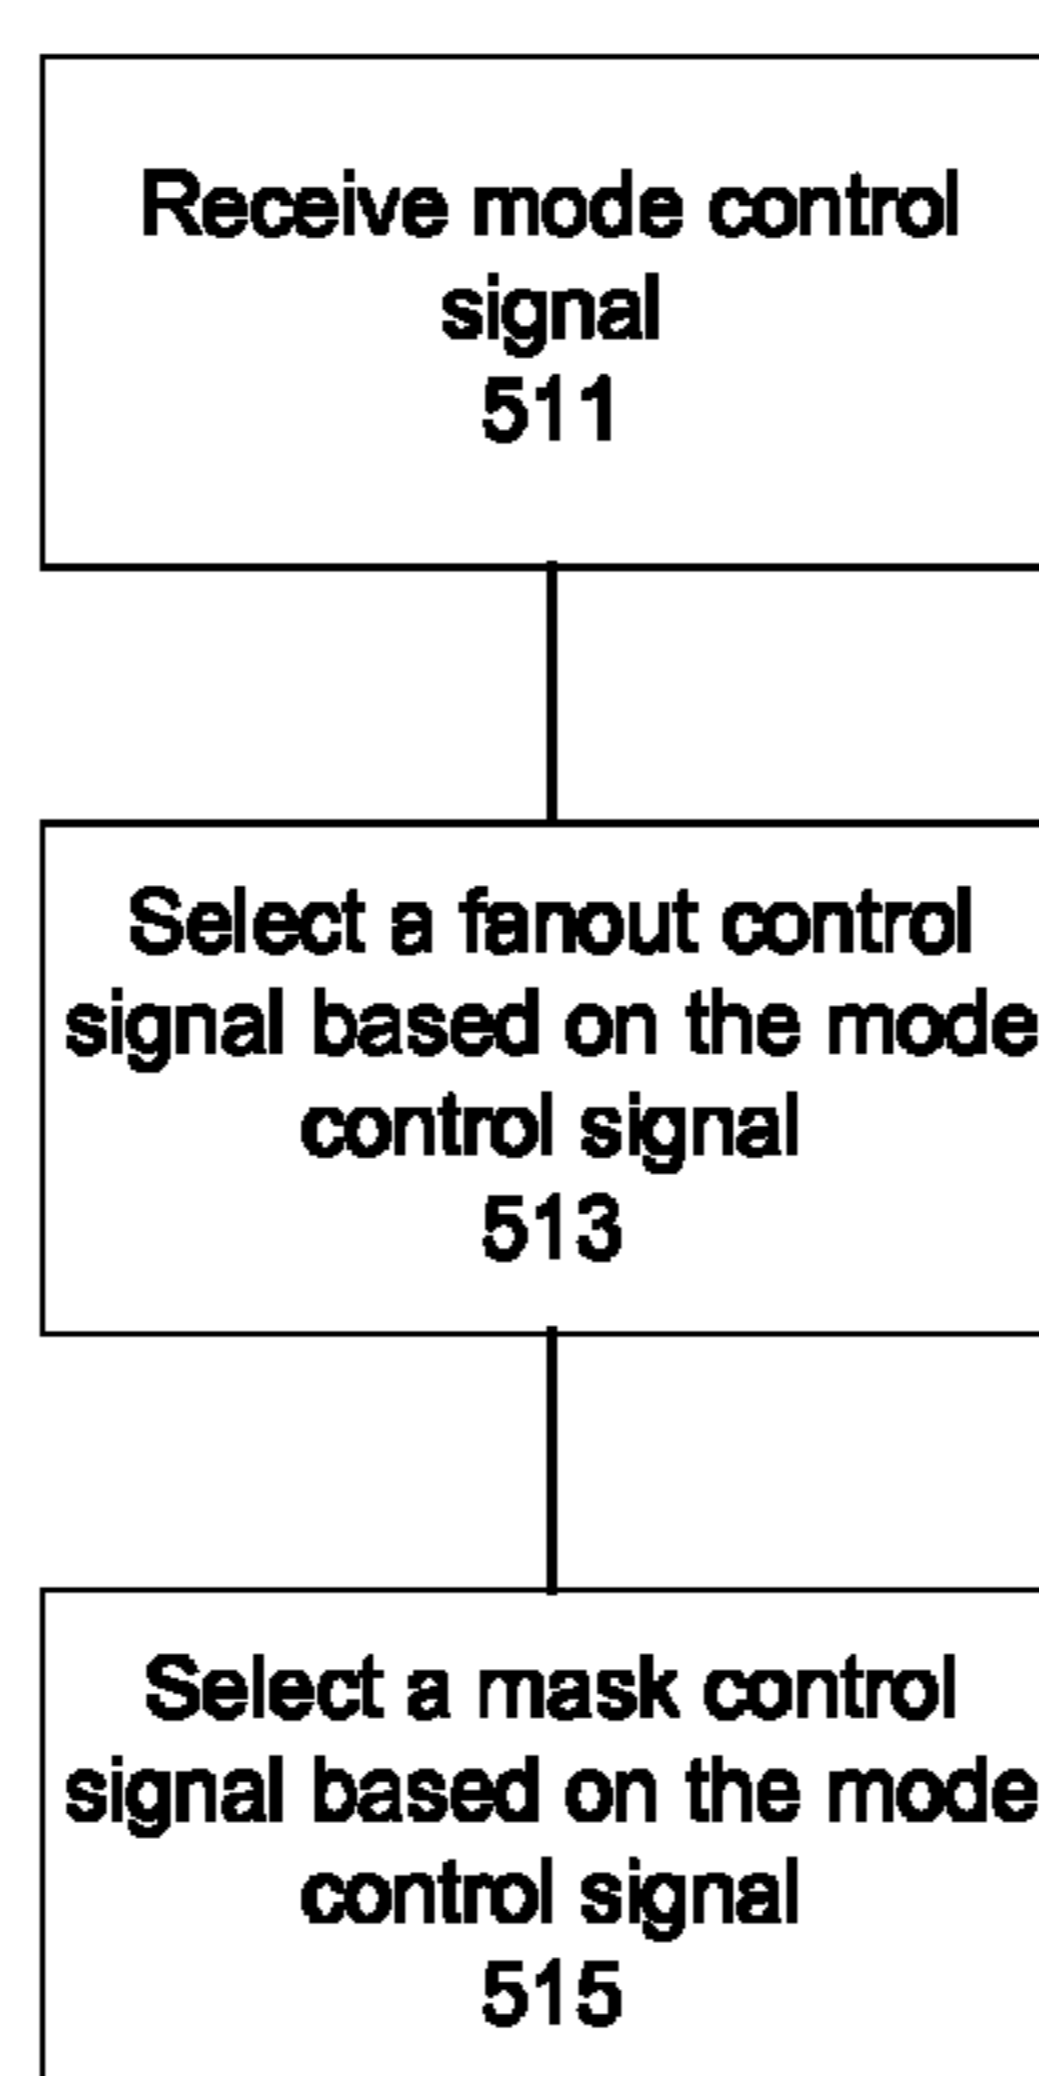 Receive mode control
signal
511
Select a fanout control
signal based on the mode
control signal
513
Select a mask control
signal based on the mode
control signal
515